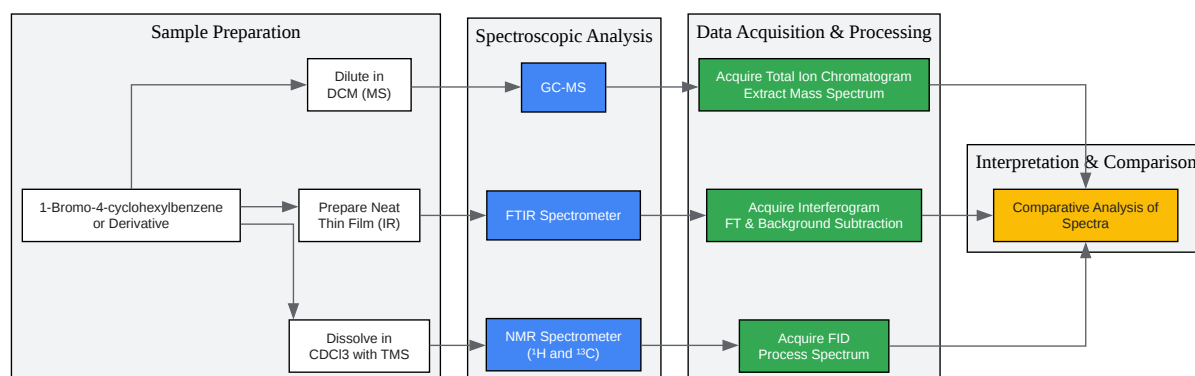 Sample Preparation
Spectroscopic Analysis
Data Acquisition & Processing
Dilute in
DCM (MS)
GC-MS
Acquire Total Ion Chromatogram
Extract Mass Spectrum
Interpretation & Comparison
1-Bromo-4-cyclohexylbenzene
or Derivative
Prepare Neat
Thin Film (IR)
FTIR Spectrometer
Acquire Interferogram
FT & Background Subtraction
Comparative Analysis of
Spectra
Dissolve in
CDCl3 with TMS
NMR Spectrometer
(¹H and ¹³C)
Acquire FID
Process Spectrum